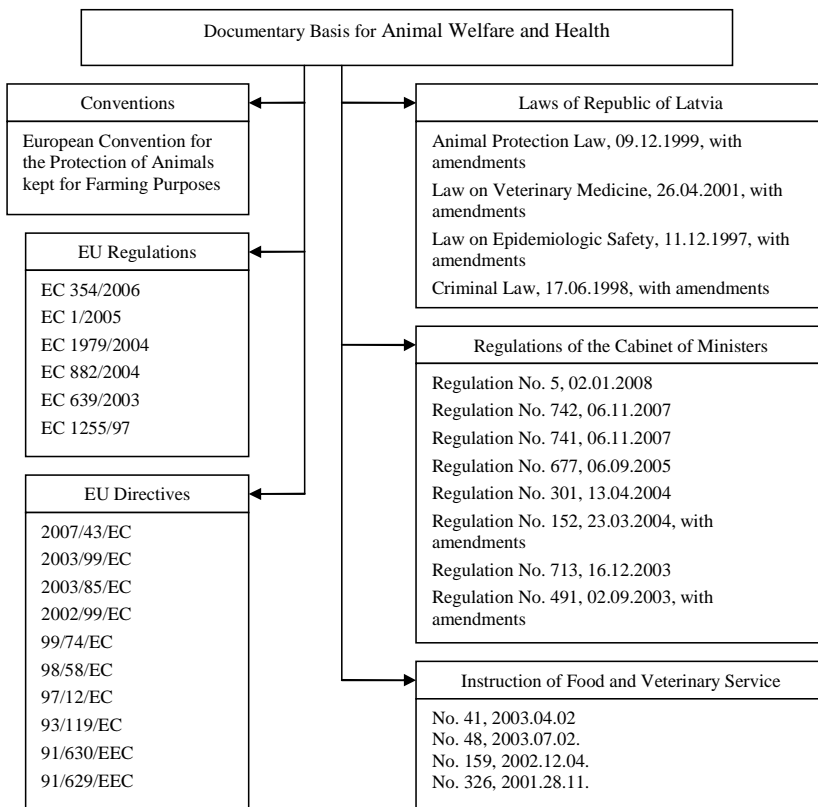 Documentary Basis for Animal Welfare and Health
Conventions
European Convention for
the Protection of Animals
kept for Farming Purposes
EU Regulations
EC 354/2006
EC 1/2005
EC 1979/2004
EC 882/2004
EC 639/2003
EC 1255/97
EU Directives
2007/43/EC
2003/99/EC
2003/85/EC
2002/99/EC
99/74/EC
98/58/EC
97/12/EC
93/119/EC
91/630/EEC
91/629/EEC
Laws of Republic of Latvia
Animal Protection Law, 09.12.1999, with
amendments
Law on Veterinary Medicine, 26.04.2001, with
amendments
Law on Epidemiologic Safety, 11.12.1997, with
amendments
Criminal Law, 17.06.1998, with amendments
Regulations of the Cabinet of Ministers
Regulation No. 5, 02.01.2008
Regulation No. 742, 06.11.2007
Regulation No. 741, 06.11.2007
Regulation No. 677, 06.09.2005
Regulation No. 301, 13.04.2004
Regulation No. 152, 23.03.2004, with
amendments
Regulation No. 713, 16.12.2003
Regulation No. 491, 02.09.2003, with
amendments
Instruction of Food and Veterinary Service
No. 41, 2003.04.02
No. 48, 2003.07.02.
No. 159, 2002.12.04.
No. 326, 2001.28.11.